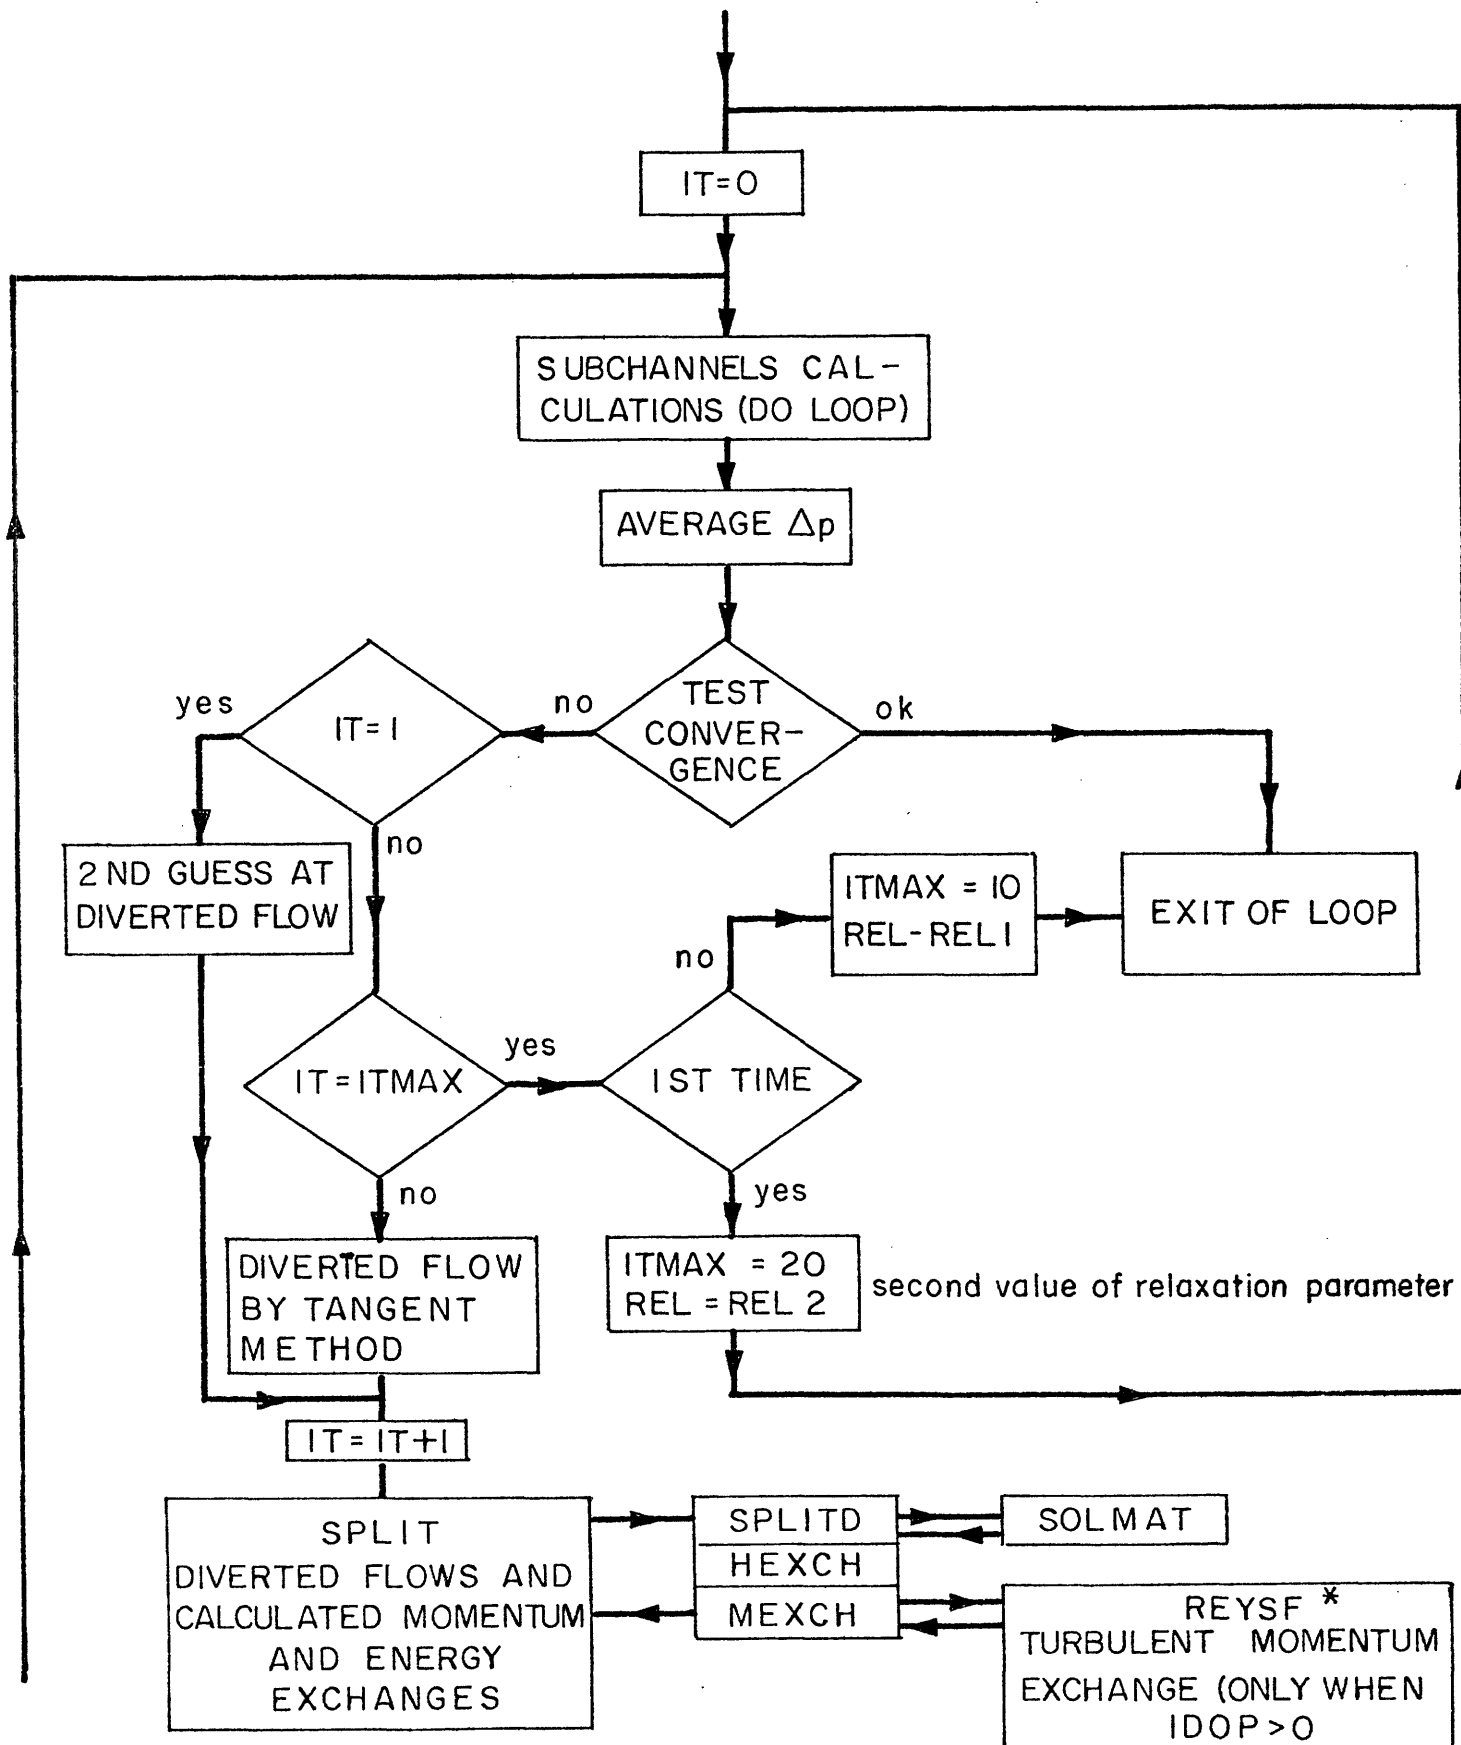 IT=0
SUBCHANNELS CAL-
CULATIONS (DO LOOP)
AVERAGE Δp
TEST
CONVER-
GENCE
no
ok
IT=1
yes
no
2ND GUESS AT
DIVERTED FLOW
ITMAX = 10
REL-REL1
EXIT OF LOOP
no
IT=ITMAX
yes
1ST TIME
no
yes
DIVERTED FLOW
BY TANGENT
METHOD
ITMAX = 20
REL = REL 2
second value of relaxation parameter
IT=IT+1
SPLIT
DIVERTED FLOWS AND
CALCULATED MOMENTUM
AND ENERGY
EXCHANGES
SPLITD
HEXCH
MEXCH
SOLMAT
REYSF *
TURBULENT MOMENTUM
EXCHANGE (ONLY WHEN
IDOP>0